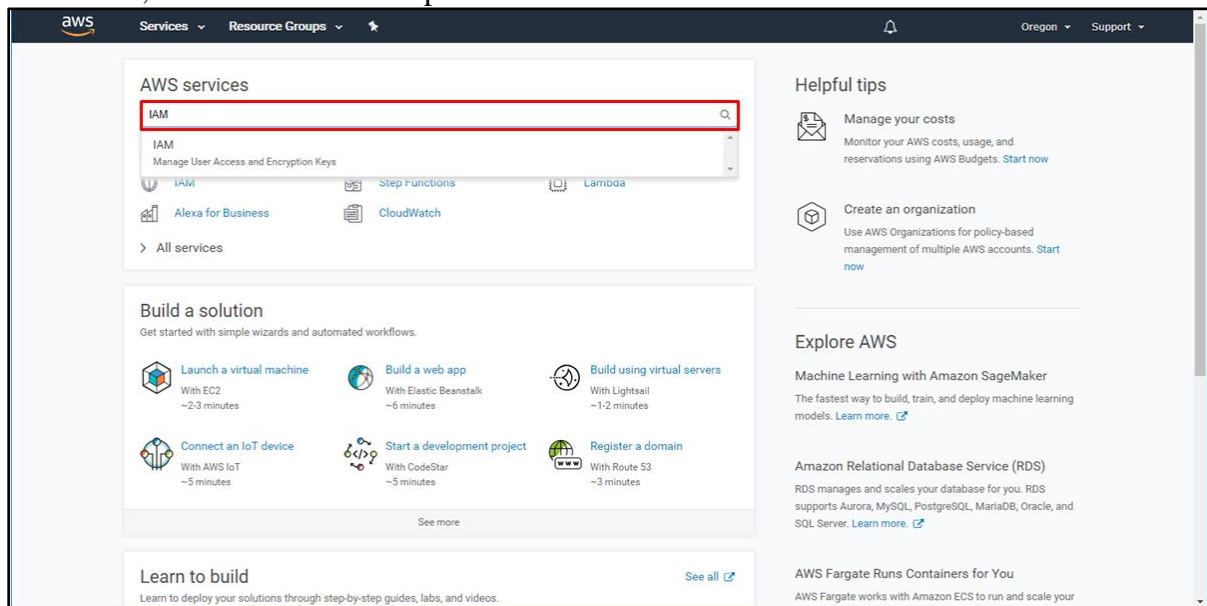 aws
Services
Resource Groups
Oregon
Support
AWS services
IAM
IAM
Manage User Access and Encryption Keys
IAM
Step Functions
Lambda
Alexa for Business
CloudWatch
> All services
Build a solution
Get started with simple wizards and automated workflows.
Launch a virtual machine
With EC2
~2-3 minutes
Build a web app
With Elastic Beanstalk
~6 minutes
Build using virtual servers
With Lightsail
~1-2 minutes
Connect an IoT device
With AWS IoT
~5 minutes
Start a development project
With CodeStar
~5 minutes
Register a domain
With Route 53
~3 minutes
See more
Learn to build
See all
Learn to deploy your solutions through step-by-step guides, labs, and videos.
Helpful tips
Manage your costs
Monitor your AWS costs, usage, and
reservations using AWS Budgets. Start now
Create an organization
Use AWS Organizations for policy-based
management of multiple AWS accounts. Start
now
Explore AWS
Machine Learning with Amazon SageMaker
The fastest way to build, train, and deploy machine learning
models. Learn more.
Amazon Relational Database Service (RDS)
RDS manages and scales your database for you. RDS
supports Aurora, MySQL, PostgreSQL, MariaDB, Oracle, and
SQL Server. Learn more.
AWS Fargate Runs Containers for You
AWS Fargate works with Amazon ECS to run and scale your